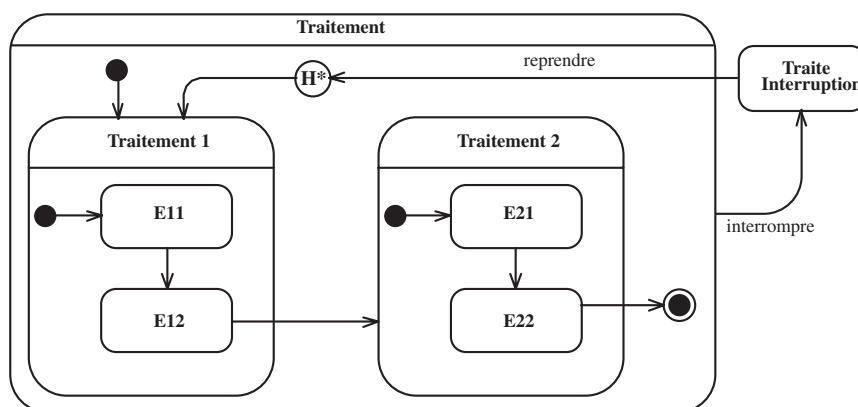 Traitement
reprendre
H*
Traite
Interruption
Traitement 1
Traitement 2
E11
E21
interrompre
E12
E22